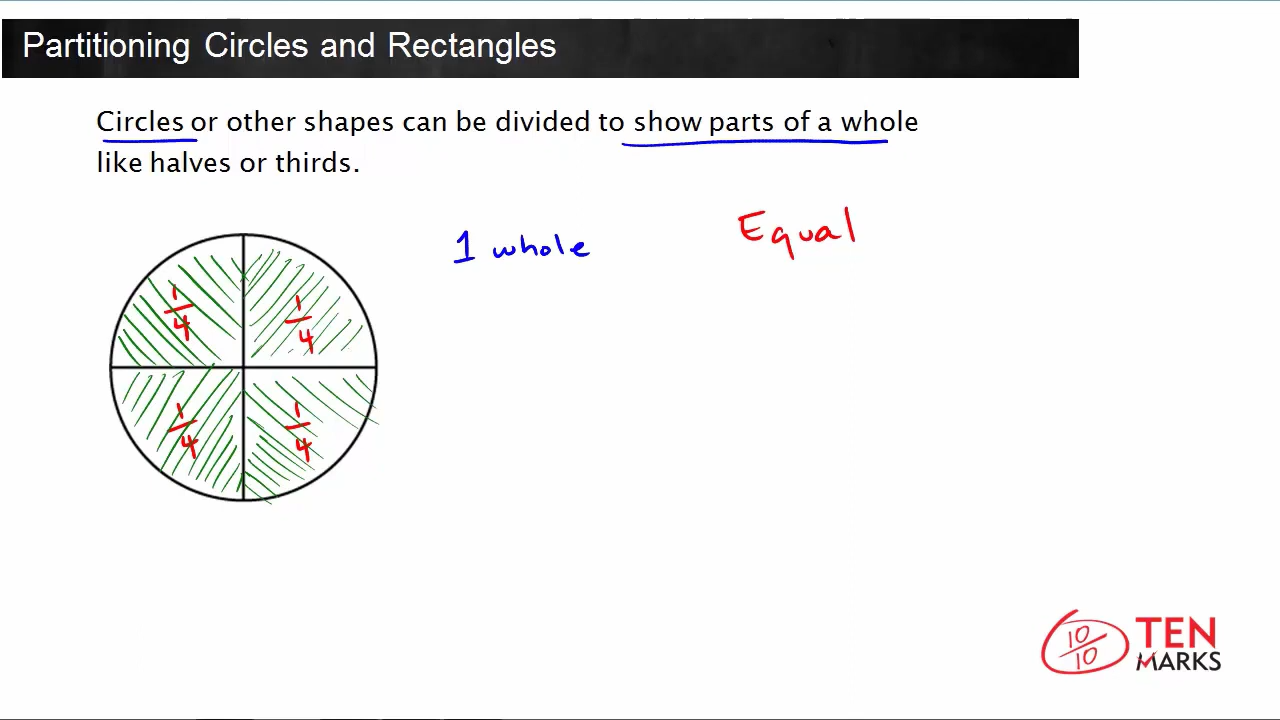 Partitioning Circles and Rectangles
Circles or other shapes can be divided to show parts of a whole
like halves or thirds.
1 whole
Equal
1/4
1/4
1/4
1/4
10/10
TEN
MARKS